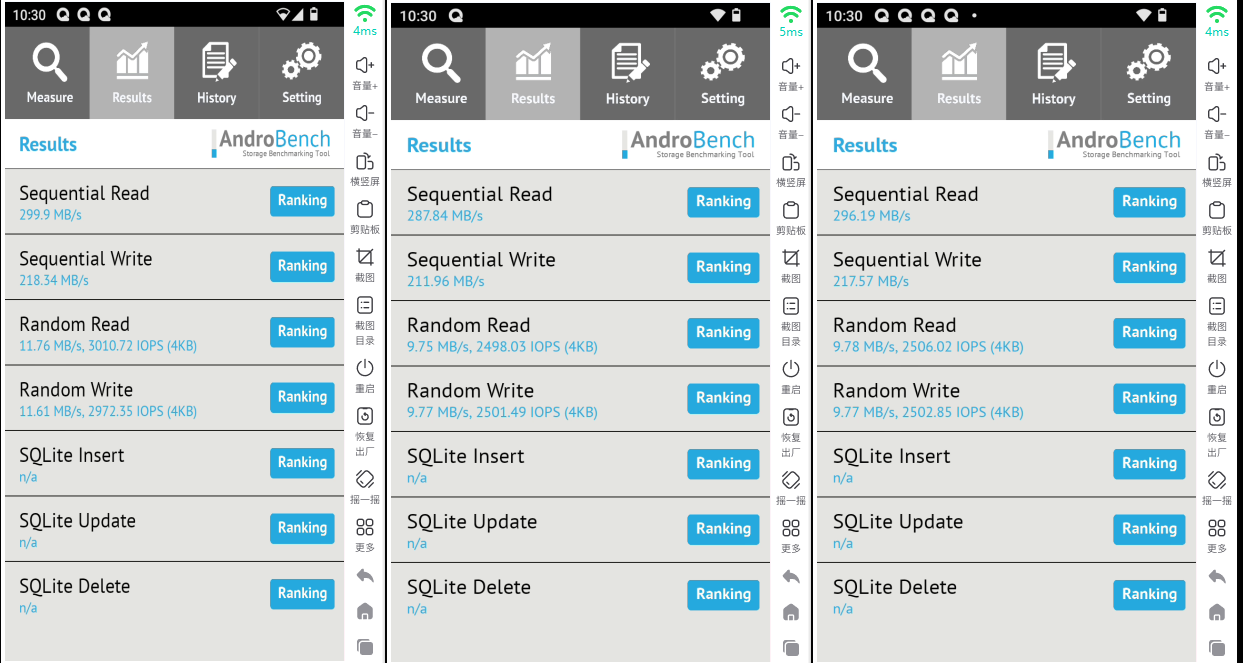 10:30
4ms
Measure
Results
History
Setting
Results
AndroBench
Storage Benchmarking Tool
Sequential Read
299.9 MB/s
Ranking
Sequential Write
218.34 MB/s
Ranking
Random Read
11.76 MB/s, 3010.72 IOPS (4KB)
Ranking
Random Write
11.61 MB/s, 2972.35 IOPS (4KB)
Ranking
SQLite Insert
n/a
Ranking
SQLite Update
n/a
Ranking
SQLite Delete
n/a
Ranking
音量+
音量-
横竖屏
剪贴板
截图
截图
目录
重启
恢复
出厂
摇一摇
更多
10:30
5ms
Measure
Results
History
Setting
Results
AndroBench
Storage Benchmarking Tool
Sequential Read
287.84 MB/s
Ranking
Sequential Write
211.96 MB/s
Ranking
Random Read
9.75 MB/s, 2498.03 IOPS (4KB)
Ranking
Random Write
9.77 MB/s, 2501.49 IOPS (4KB)
Ranking
SQLite Insert
n/a
Ranking
SQLite Update
n/a
Ranking
SQLite Delete
n/a
Ranking
音量+
音量-
横竖屏
剪贴板
截图
截图
目录
重启
恢复
出厂
摇一摇
更多
10:30
4ms
Measure
Results
History
Setting
Results
AndroBench
Storage Benchmarking Tool
Sequential Read
296.19 MB/s
Ranking
Sequential Write
217.57 MB/s
Ranking
Random Read
9.78 MB/s, 2506.02 IOPS (4KB)
Ranking
Random Write
9.77 MB/s, 2502.85 IOPS (4KB)
Ranking
SQLite Insert
n/a
Ranking
SQLite Update
n/a
Ranking
SQLite Delete
n/a
Ranking
音量+
音量-
横竖屏
剪贴板
截图
截图
目录
重启
恢复
出厂
摇一摇
更多